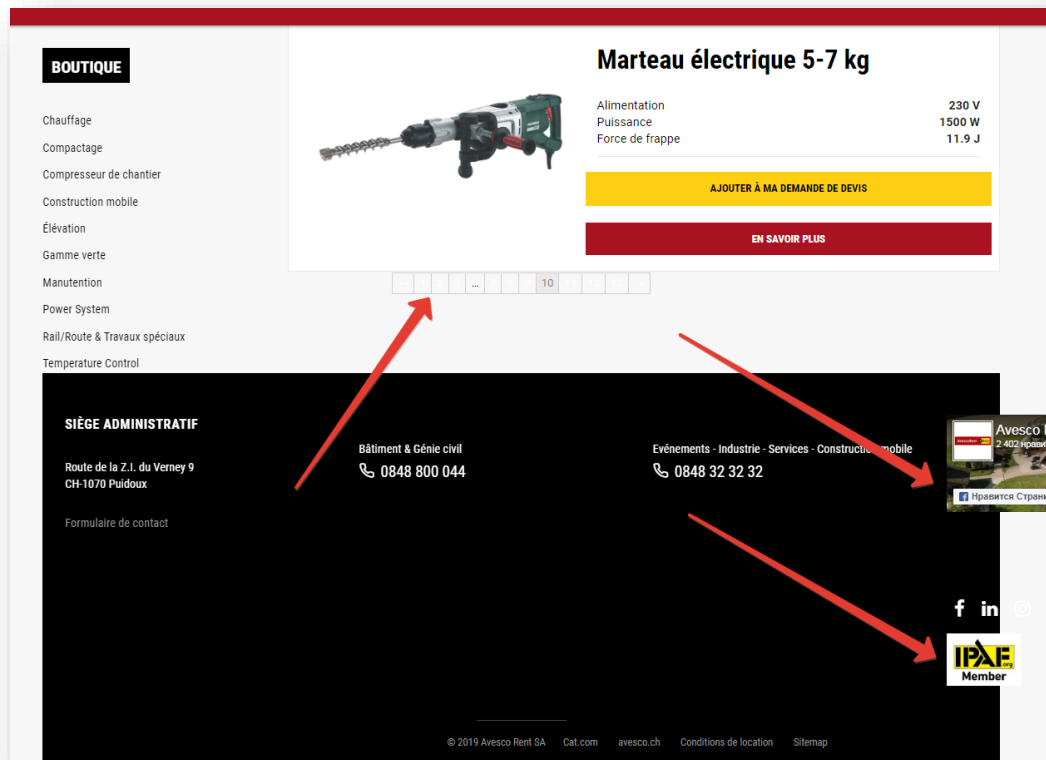 BOUTIQUE
Chauffage
Compactage
Compresseur de chantier
Construction mobile
Élévation
Gamme verte
Manutention
Power System
Rail/Route & Travaux spéciaux
Temperature Control
Marteau électrique 5-7 kg
Alimentation 230 V
Puissance 1500 W
Force de frappe 11.9 J
AJOUTER À MA DEMANDE DE DEVIS
EN SAVOIR PLUS
... 10
SIÈGE ADMINISTRATIF
Route de la Z.I. du Verney 9
CH-1070 Puidoux
Formulaire de contact
Bâtiment & Génie civil
0848 800 044
Evénements - Industrie - Services - Construction mobile
0848 32 32 32
Avesco
2 402
Нравится
IPAF.org
Member
© 2019 Avesco Rent SA Cat.com avesco.ch Conditions de location Sitemap